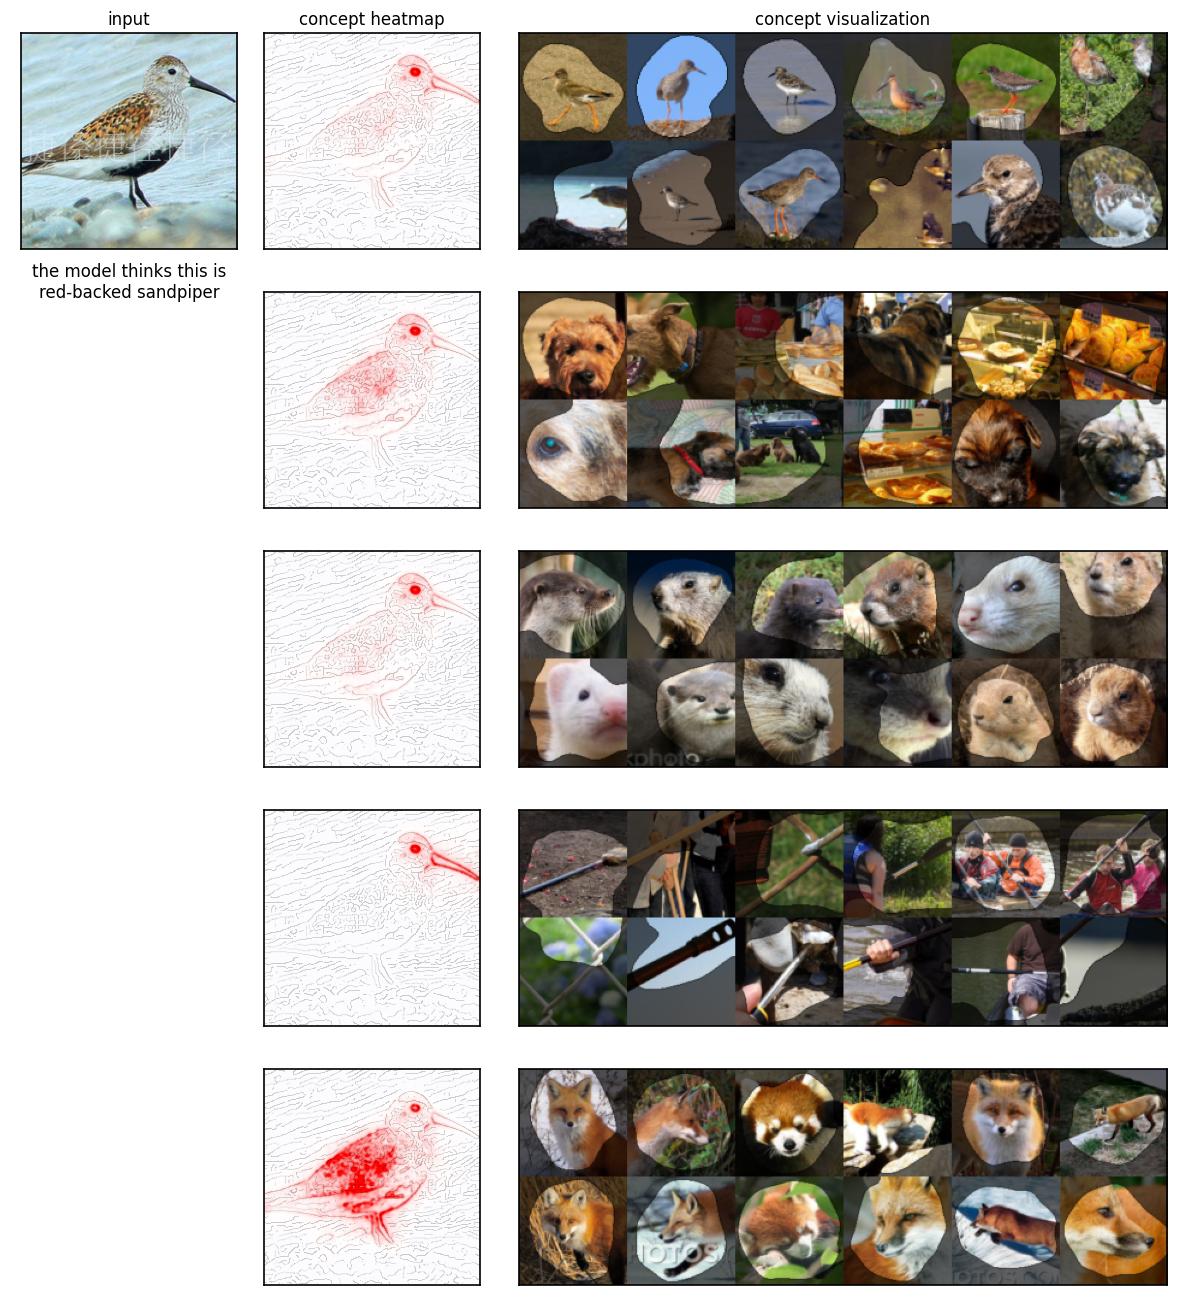 input
concept heatmap
concept visualization
the model thinks this is
red-backed sandpiper